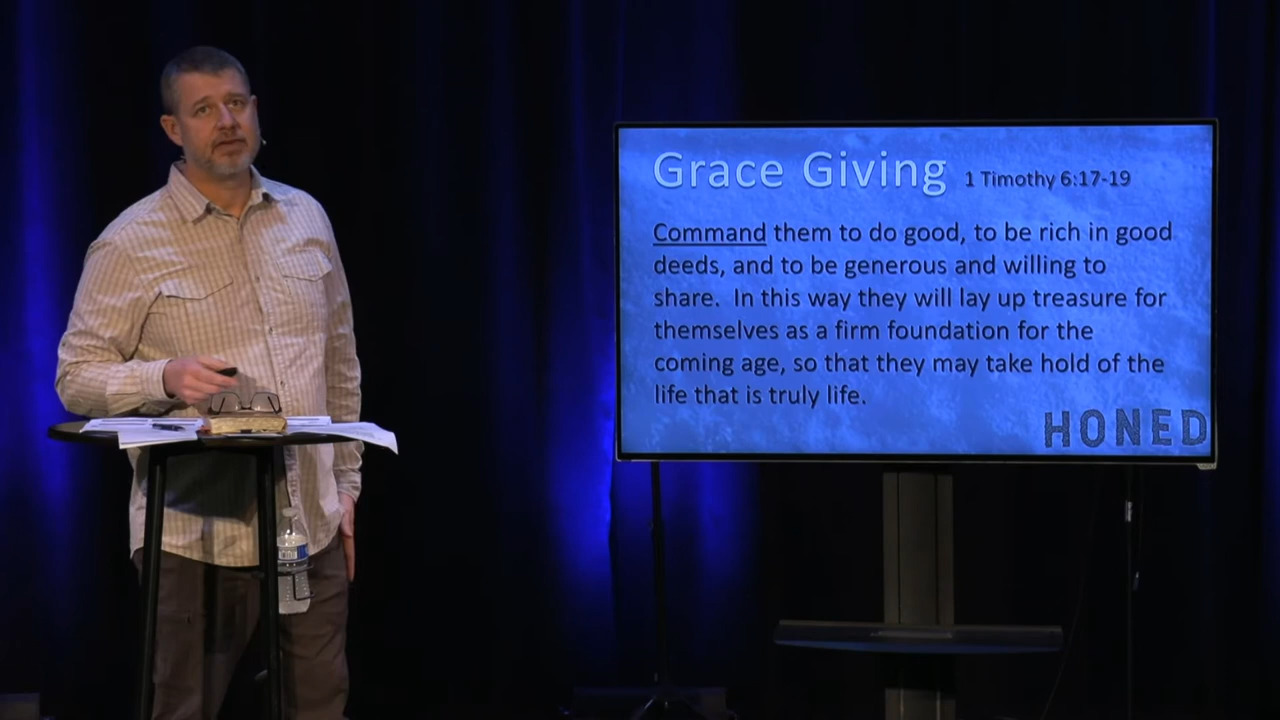 Grace Giving 1 Timothy 6:17-19
Command them to do good, to be rich in good
deeds, and to be generous and willing to
share.  In this way they will lay up treasure for
themselves as a firm foundation for the
coming age, so that they may take hold of the
life that is truly life.
HONED